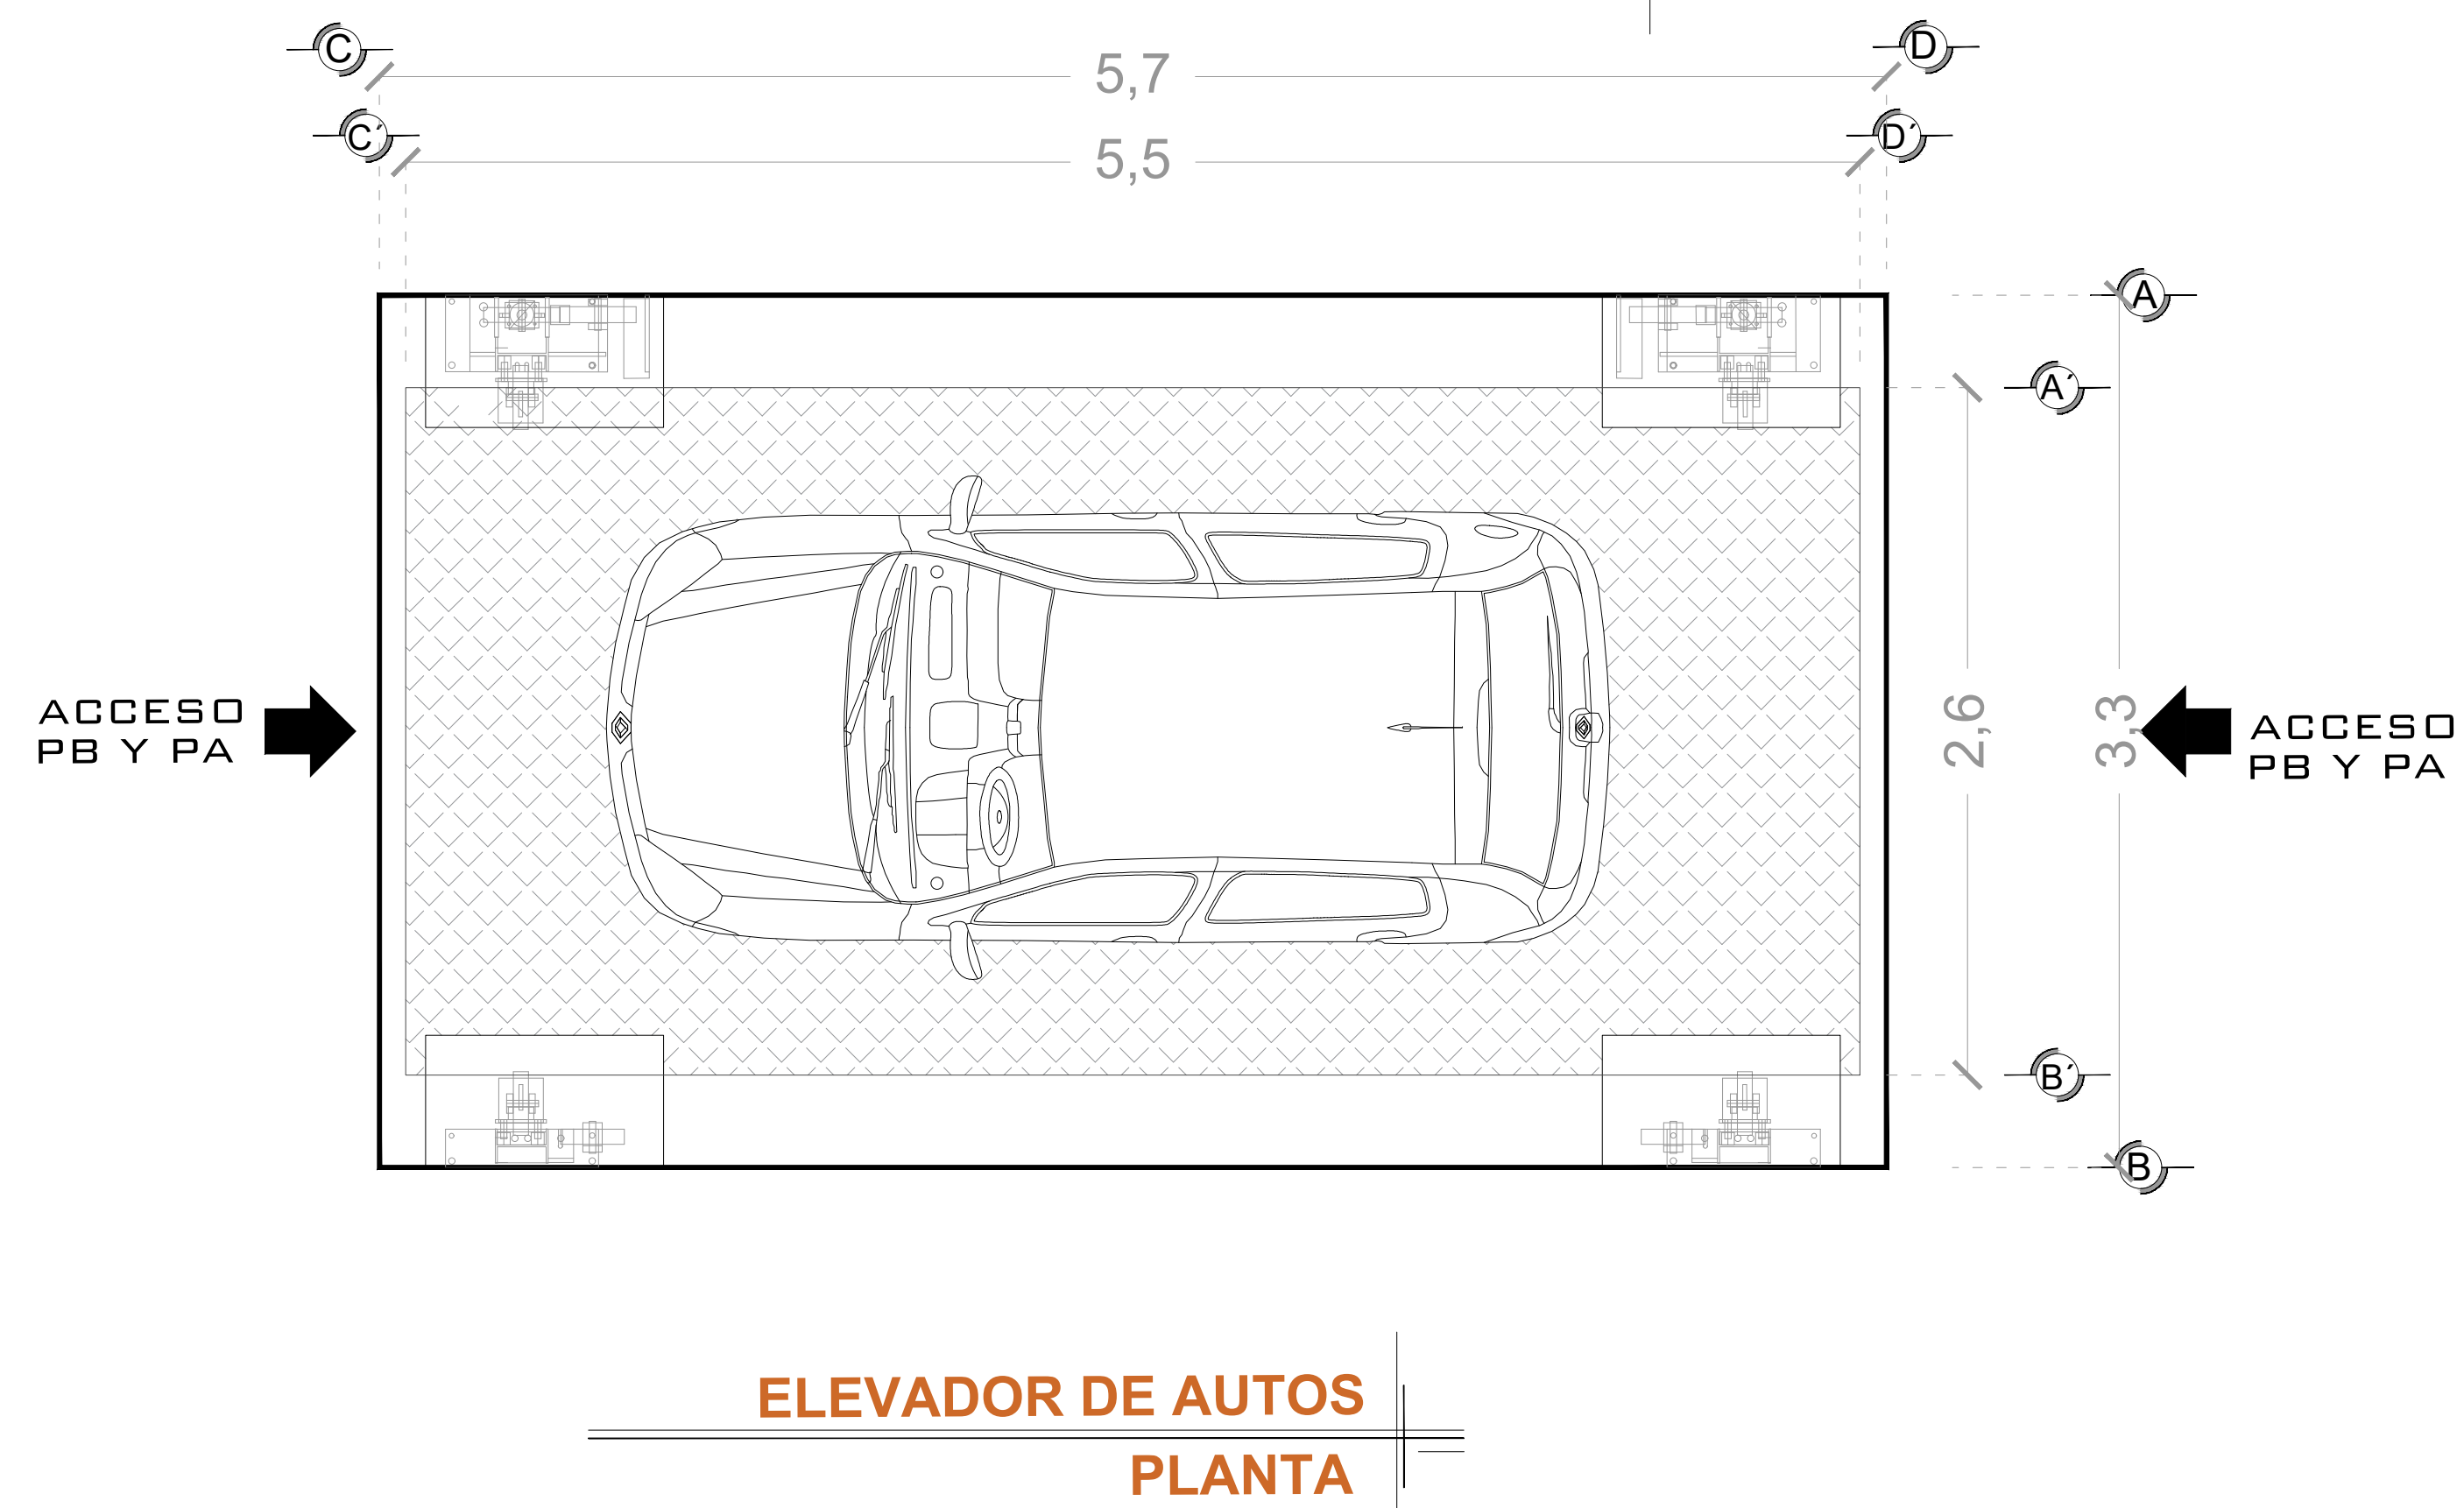 C
D
5,7
C´
D´
5,5
A
A´
ACCESO
PB Y PA
2,6
3,3
ACCESO
PB Y PA
B´
B
ELEVADOR DE AUTOS
PLANTA